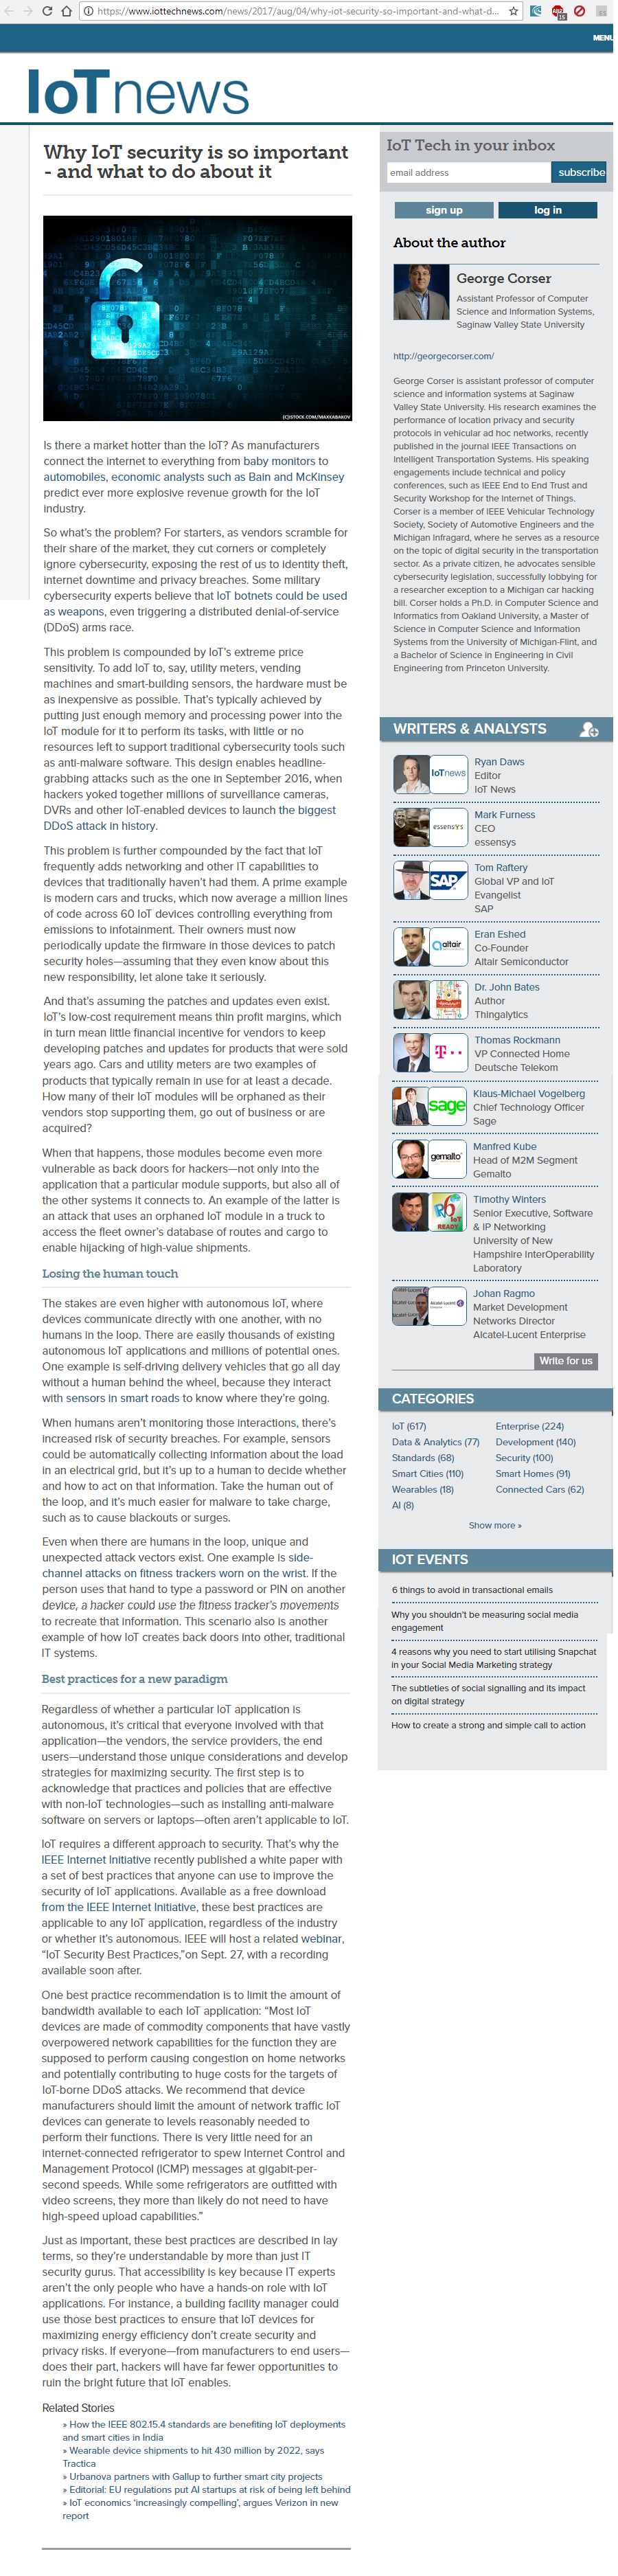 https://www.iottechnews.com/news/2017/aug/04/why-iot-security-so-important-and-what-d...
MENU
IoTnews
Why IoT security is so important
- and what to do about it
(C)ISTOCK.COM/MAXKABAKOV
Is there a market hotter than the IoT? As manufacturers
connect the internet to everything from baby monitors to
automobiles, economic analysts such as Bain and McKinsey
predict ever more explosive revenue growth for the IoT
industry.
So what's the problem? For starters, as vendors scramble for
their share of the market, they cut corners or completely
ignore cybersecurity, exposing the rest of us to identity theft,
internet downtime and privacy breaches. Some military
cybersecurity experts believe that IoT botnets could be used
as weapons, even triggering a distributed denial-of-service
(DDoS) arms race.
This problem is compounded by IoT's extreme price
sensitivity. To add IoT to, say, utility meters, vending
machines and smart-building sensors, the hardware must be
as inexpensive as possible. That's typically achieved by
putting just enough memory and processing power into the
IoT module for it to perform its tasks, with little or no
resources left to support traditional cybersecurity tools such
as anti-malware software. This design enables headline-
grabbing attacks such as the one in September 2016, when
hackers yoked together millions of surveillance cameras,
DVRs and other IoT-enabled devices to launch the biggest
DDoS attack in history.
This problem is further compounded by the fact that IoT
frequently adds networking and other IT capabilities to
devices that traditionally haven't had them. A prime example
is modern cars and trucks, which now average a million lines
of code across 60 IoT devices controlling everything from
emissions to infotainment. Their owners must now
periodically update the firmware in those devices to patch
security holes—assuming that they even know about this
new responsibility, let alone take it seriously.
And that's assuming the patches and updates even exist.
IoT's low-cost requirement means thin profit margins, which
in turn mean little financial incentive for vendors to keep
developing patches and updates for products that were sold
years ago. Cars and utility meters are two examples of
products that typically remain in use for at least a decade.
How many of their IoT modules will be orphaned as their
vendors stop supporting them, go out of business or are
acquired?
When that happens, those modules become even more
vulnerable as back doors for hackers—not only into the
application that a particular module supports, but also all of
the other systems it connects to. An example of the latter is
an attack that uses an orphaned IoT module in a truck to
access the fleet owner's database of routes and cargo to
enable hijacking of high-value shipments.
Losing the human touch
The stakes are even higher with autonomous IoT, where
devices communicate directly with one another, with no
humans in the loop. There are easily thousands of existing
autonomous IoT applications and millions of potential ones.
One example is self-driving delivery vehicles that go all day
without a human behind the wheel, because they interact
with sensors in smart roads to know where they're going.
When humans aren't monitoring those interactions, there's
increased risk of security breaches. For example, sensors
could be automatically collecting information about the load
in an electrical grid, but it's up to a human to decide whether
and how to act on that information. Take the human out of
the loop, and it's much easier for malware to take charge,
such as to cause blackouts or surges.
Even when there are humans in the loop, unique and
unexpected attack vectors exist. One example is side-
channel attacks on fitness trackers worn on the wrist. If the
person uses that hand to type a password or PIN on another
device, a hacker could use the fitness tracker's movements
to recreate that information. This scenario also is another
example of how IoT creates back doors into other, traditional
IT systems.
Best practices for a new paradigm
Regardless of whether a particular IoT application is
autonomous, it's critical that everyone involved with that
application—the vendors, the service providers, the end
users—understand those unique considerations and develop
strategies for maximizing security. The first step is to
acknowledge that practices and policies that are effective
with non-IoT technologies—such as installing anti-malware
software on servers or laptops—often aren't applicable to IoT.
IoT requires a different approach to security. That's why the
IEEE Internet Initiative recently published a white paper with
a set of best practices that anyone can use to improve the
security of IoT applications. Available as a free download
from the IEEE Internet Initiative, these best practices are
applicable to any IoT application, regardless of the industry
or whether it's autonomous. IEEE will host a related webinar,
"IoT Security Best Practices,"on Sept. 27, with a recording
available soon after.
One best practice recommendation is to limit the amount of
bandwidth available to each IoT application: "Most IoT
devices are made of commodity components that have vastly
overpowered network capabilities for the function they are
supposed to perform causing congestion on home networks
and potentially contributing to huge costs for the targets of
IoT-borne DDoS attacks. We recommend that device
manufacturers should limit the amount of network traffic IoT
devices can generate to levels reasonably needed to
perform their functions. There is very little need for an
internet-connected refrigerator to spew Internet Control and
Management Protocol (ICMP) messages at gigabit-per-
second speeds. While some refrigerators are outfitted with
video screens, they more than likely do not need to have
high-speed upload capabilities."
Just as important, these best practices are described in lay
terms, so they're understandable by more than just IT
security gurus. That accessibility is key because IT experts
aren't the only people who have a hands-on role with IoT
applications. For instance, a building facility manager could
use those best practices to ensure that IoT devices for
maximizing energy efficiency don't create security and
privacy risks. If everyone—from manufacturers to end users—
does their part, hackers will have far fewer opportunities to
ruin the bright future that IoT enables.
Related Stories
» How the IEEE 802.15.4 standards are benefiting IoT deployments
and smart cities in India
» Wearable device shipments to hit 430 million by 2022, says
Tractica
» Urbanova partners with Gallup to further smart city projects
» Editorial: EU regulations put AI startups at risk of being left behind
» IoT economics 'increasingly compelling', argues Verizon in new
report
IoT Tech in your inbox
email address
subscribe
sign up
log in
About the author
George Corser
Assistant Professor of Computer
Science and Information Systems,
Saginaw Valley State University
http://georgecorser.com/
George Corser is assistant professor of computer
science and information systems at Saginaw
Valley State University. His research examines the
performance of location privacy and security
protocols in vehicular ad hoc networks, recently
published in the journal IEEE Transactions on
Intelligent Transportation Systems. His speaking
engagements include technical and policy
conferences, such as IEEE End to End Trust and
Security Workshop for the Internet of Things.
Corser is a member of IEEE Vehicular Technology
Society, Society of Automotive Engineers and the
Michigan Infragard, where he serves as a resource
on the topic of digital security in the transportation
sector. As a private citizen, he advocates sensible
cybersecurity legislation, successfully lobbying for
a researcher exception to a Michigan car hacking
bill. Corser holds a Ph.D. in Computer Science and
Informatics from Oakland University, a Master of
Science in Computer Science and Information
Systems from the University of Michigan-Flint, and
a Bachelor of Science in Engineering in Civil
Engineering from Princeton University.
WRITERS & ANALYSTS
IoTnews
Ryan Daws
Editor
IoT News
essensys
Mark Furness
CEO
essensys
SAP
Tom Raftery
Global VP and IoT
Evangelist
SAP
altair
Eran Eshed
Co-Founder
Altair Semiconductor
Dr. John Bates
Author
Thingalytics
T
Thomas Rockmann
VP Connected Home
Deutsche Telekom
sage
Klaus-Michael Vogelberg
Chief Technology Officer
Sage
gemalto
Manfred Kube
Head of M2M Segment
Gemalto
IoT
READY
Timothy Winters
Senior Executive, Software
& IP Networking
University of New
Hampshire InterOperability
Laboratory
Alcatel-Lucent
Johan Ragmo
Market Development
Networks Director
Alcatel-Lucent Enterprise
Write for us
CATEGORIES
IoT (617)
Enterprise (224)
Data & Analytics (77)
Development (140)
Standards (68)
Security (100)
Smart Cities (110)
Smart Homes (91)
Wearables (18)
Connected Cars (62)
AI (8)
Show more »
IOT EVENTS
6 things to avoid in transactional emails
Why you shouldn't be measuring social media
engagement
4 reasons why you need to start utilising Snapchat
in your Social Media Marketing strategy
The subtleties of social signalling and its impact
on digital strategy
How to create a strong and simple call to action